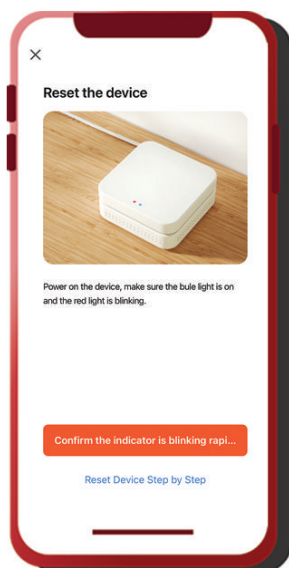 Reset the device
Power on the device, make sure the bule light is on
and the red light is blinking.
Confirm the indicator is blinking rapi...
Reset Device Step by Step